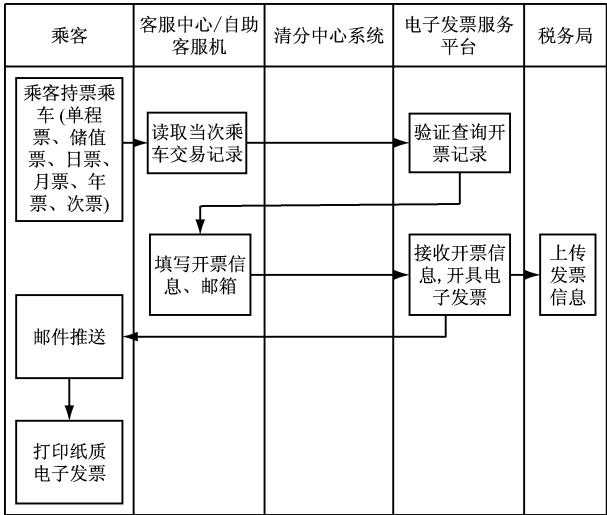 乘客
客服中心/自助
客服机
清分中心系统
电子发票服务
平台
税务局
乘客持票乘
车(单程
票、储值
票、日票、
月票、年
票、次票)
读取当次乘
车交易记录
验证查询开
票记录
填写开票信
息、邮箱
接收开票信
息,开具电
子发票
上传
发票
信息
邮件推送
打印纸质
电子发票